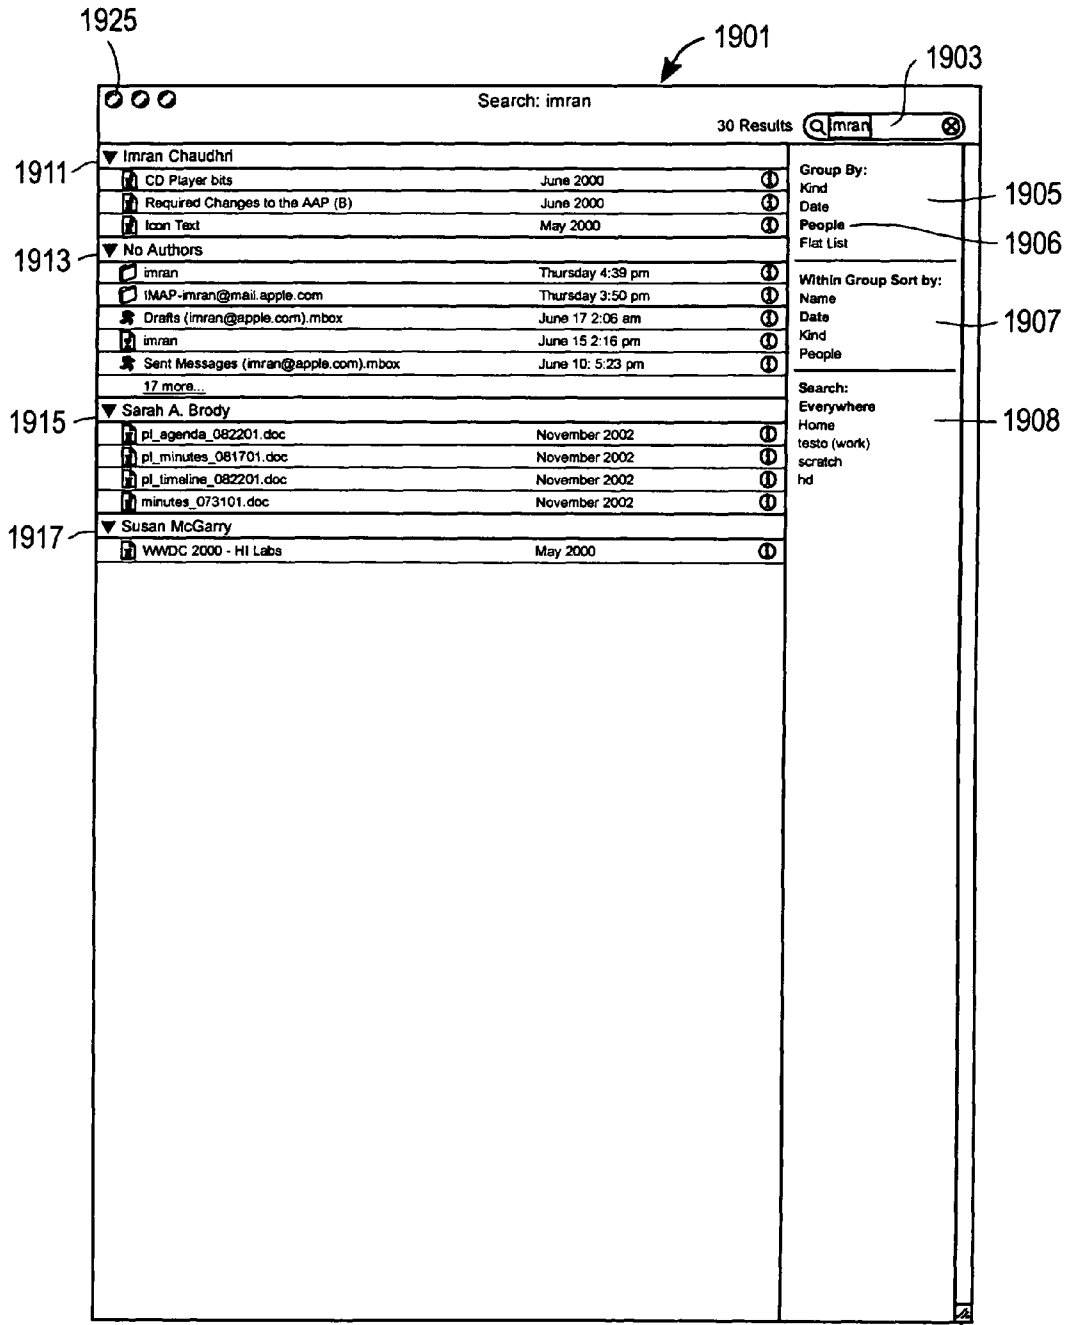 1925
1901
1903
Search: imran
30 Results
imran
1911
Imran Chaudhri
CD Player bits June 2000
Required Changes to the AAP (B) June 2000
Icon Text May 2000
1913
No Authors
imran Thursday 4:39 pm
IMAP-imran@mail.apple.com Thursday 3:50 pm
Drafts (imran@apple.com).mbox June 17 2:06 am
imran June 15 2:16 pm
Sent Messages (imran@apple.com).mbox June 10: 5:23 pm
17 more...
1915
Sarah A. Brody
pl_agenda_082201.doc November 2002
pl_minutes_081701.doc November 2002
pl_timeline_082201.doc November 2002
minutes_073101.doc November 2002
1917
Susan McGarry
WWDC 2000 - HI Labs May 2000
Group By:
Kind
Date
People
Flat List
1905
1906
Within Group Sort by:
Name
Date
Kind
People
1907
Search:
Everywhere
Home
testo (work)
scratch
hd
1908